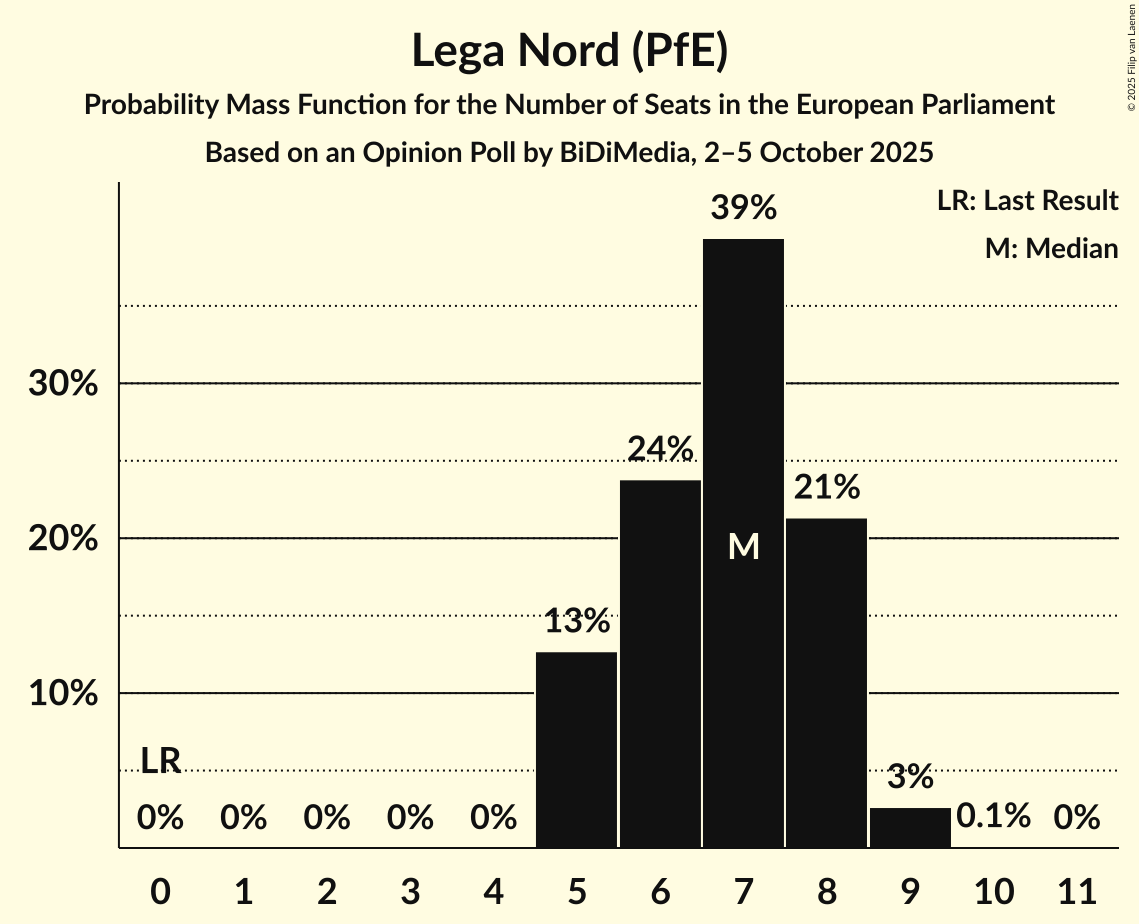 Lega Nord (PfE)
Probability Mass Function for the Number of Seats in the European Parliament
Based on an Opinion Poll by BiDiMedia, 2–5 October 2025
© 2025 Filip van Laenen
LR: Last Result
M: Median
39%
30%
24%
21%
20%
M
13%
10%
LR
3%
0% 0% 0% 0% 0% 0.1% 0%
0 1 2 3 4 5 6 7 8 9 10 11